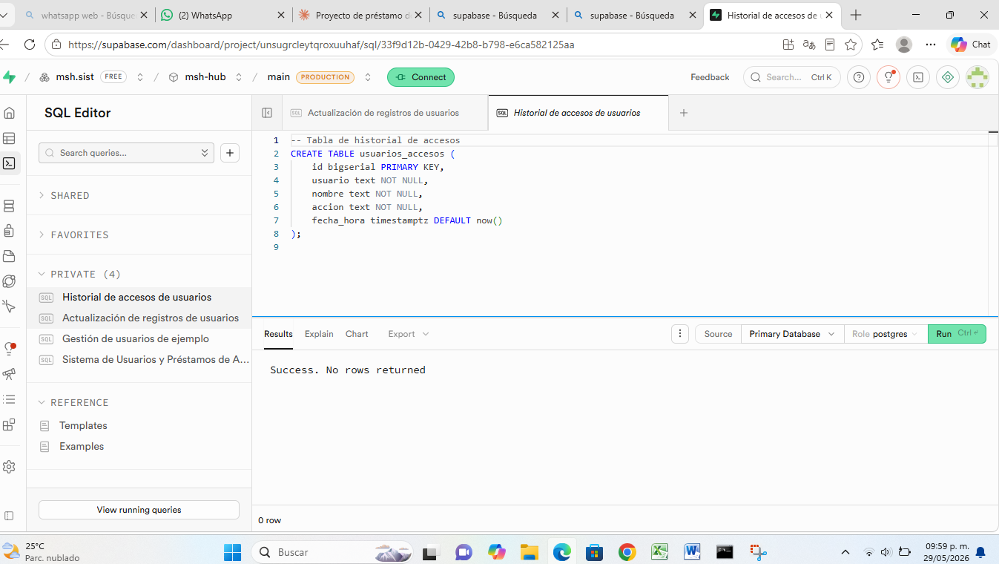 whatsapp web - Búsque
(2) WhatsApp
Proyecto de préstamo d
supabase - Búsqueda
supabase - Búsqueda
Historial de accesos de u
https://supabase.com/dashboard/project/unsugrcleytqroxuuhaf/sql/33f9d12b-0429-42b8-b798-e6ca582125aa
Chat
/ msh.sist FREE / msh-hub / main PRODUCTION Connect
Feedback Search... Ctrl K
SQL Editor
SQL Actualización de registros de usuarios
SQL Historial de accesos de usuarios
Search queries...
SHARED
FAVORITES
PRIVATE (4)
SQL Historial de accesos de usuarios
SQL Actualización de registros de usuarios
SQL Gestión de usuarios de ejemplo
SQL Sistema de Usuarios y Préstamos de A...
REFERENCE
Templates
Examples
View running queries
1 -- Tabla de historial de accesos
2 CREATE TABLE usuarios_accesos (
3 id bigserial PRIMARY KEY,
4 usuario text NOT NULL,
5 nombre text NOT NULL,
6 accion text NOT NULL,
7 fecha_hora timestamptz DEFAULT now()
8 );
9
Results Explain Chart Export Source Primary Database Role postgres Run Ctrl
Success. No rows returned
0 row
25°C
Parc. nublado
Buscar
09:59 p. m.
29/05/2026